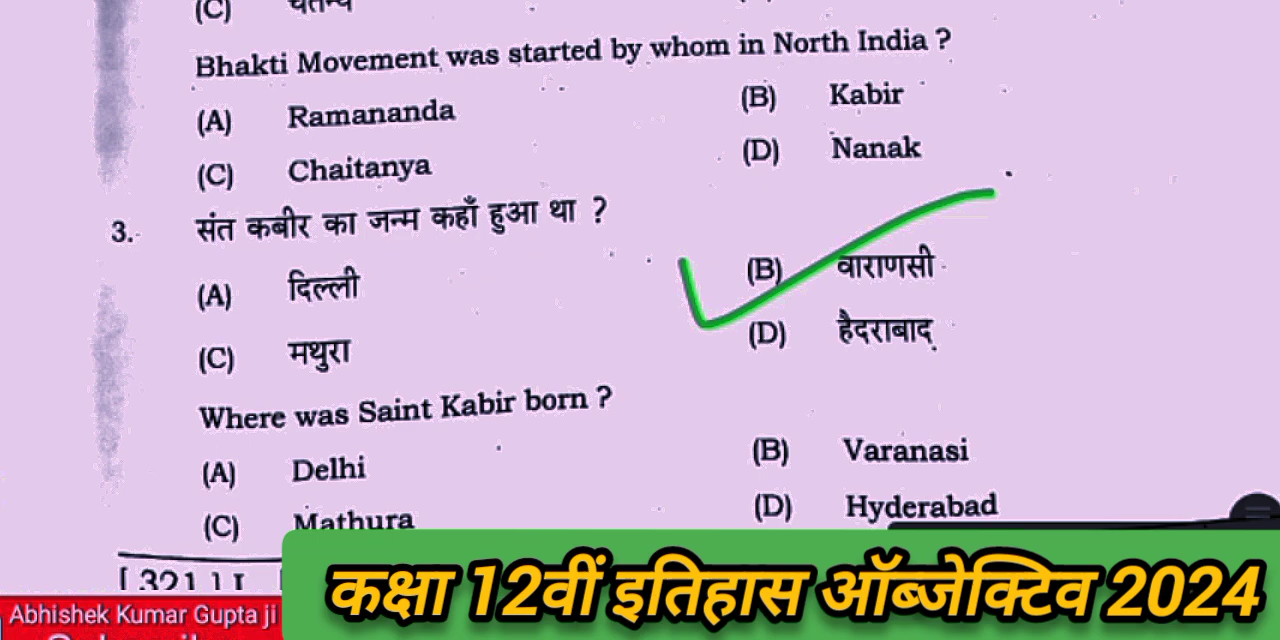 (C) चैतन्य
Bhakti Movement was started by whom in North India ?
(A) Ramananda (B) Kabir
(C) Chaitanya (D) Nanak
3. संत कबीर का जन्म कहाँ हुआ था ?
(A) दिल्ली (B) वाराणसी
(C) मथुरा (D) हैदराबाद
Where was Saint Kabir born ?
(A) Delhi (B) Varanasi
(C) Mathura (D) Hyderabad
[ 321 ] I
कक्षा 12वीं इतिहास ऑब्जेक्टिव 2024
Abhishek Kumar Gupta ji